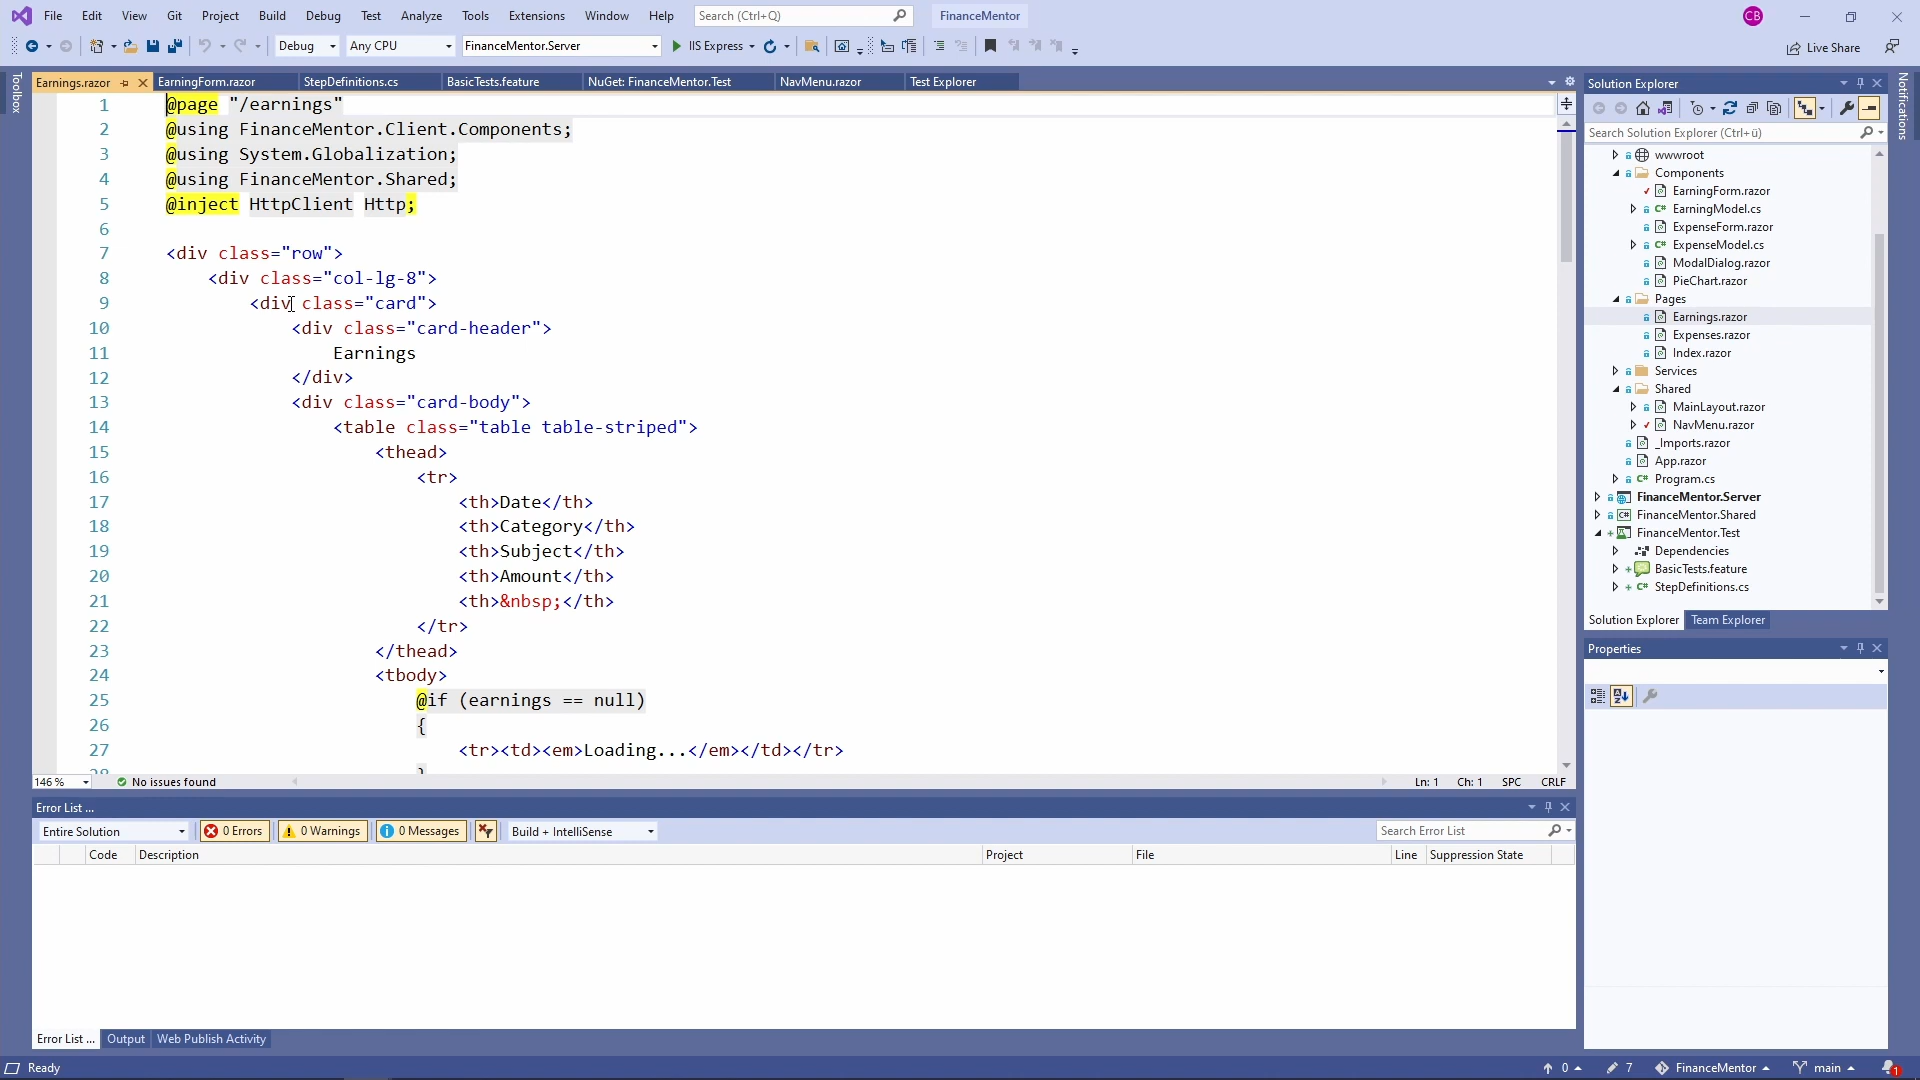 File Edit View Git Project Build Debug Test Analyze Tools Extensions Window Help Search (Ctrl+Q) FinanceMentor CB
Debug Any CPU FinanceMentor.Server IIS Express Live Share
Toolbox
Earnings.razor EarningForm.razor StepDefinitions.cs BasicTests.feature NuGet: FinanceMentor.Test NavMenu.razor Test Explorer
1 @page "/earnings"
2 @using FinanceMentor.Client.Components;
3 @using System.Globalization;
4 @using FinanceMentor.Shared;
5 @inject HttpClient Http;
6
7 <div class="row">
8 <div class="col-lg-8">
9 <div class="card">
10 <div class="card-header">
11 Earnings
12 </div>
13 <div class="card-body">
14 <table class="table table-striped">
15 <thead>
16 <tr>
17 <th>Date</th>
18 <th>Category</th>
19 <th>Subject</th>
20 <th>Amount</th>
21 <th>&nbsp;</th>
22 </tr>
23 </thead>
24 <tbody>
25 @if (earnings == null)
26 {
27 <tr><td><em>Loading...</em></td></tr>
28 }
146 % No issues found Ln: 1 Ch: 1 SPC CRLF
Error List ...
Entire Solution 0 Errors 0 Warnings 0 Messages Build + IntelliSense Search Error List
Code Description Project File Line Suppression State
Error List ... Output Web Publish Activity
Solution Explorer
Search Solution Explorer (Ctrl+ü)
wwwroot
Components
EarningForm.razor
C# EarningModel.cs
ExpenseForm.razor
C# ExpenseModel.cs
ModalDialog.razor
PieChart.razor
Pages
Earnings.razor
Expenses.razor
Index.razor
Services
Shared
MainLayout.razor
NavMenu.razor
_Imports.razor
App.razor
C# Program.cs
FinanceMentor.Server
C# FinanceMentor.Shared
FinanceMentor.Test
Dependencies
BasicTests.feature
C# StepDefinitions.cs
Solution Explorer Team Explorer
Properties
Notifications
Ready 0 7 FinanceMentor main 1